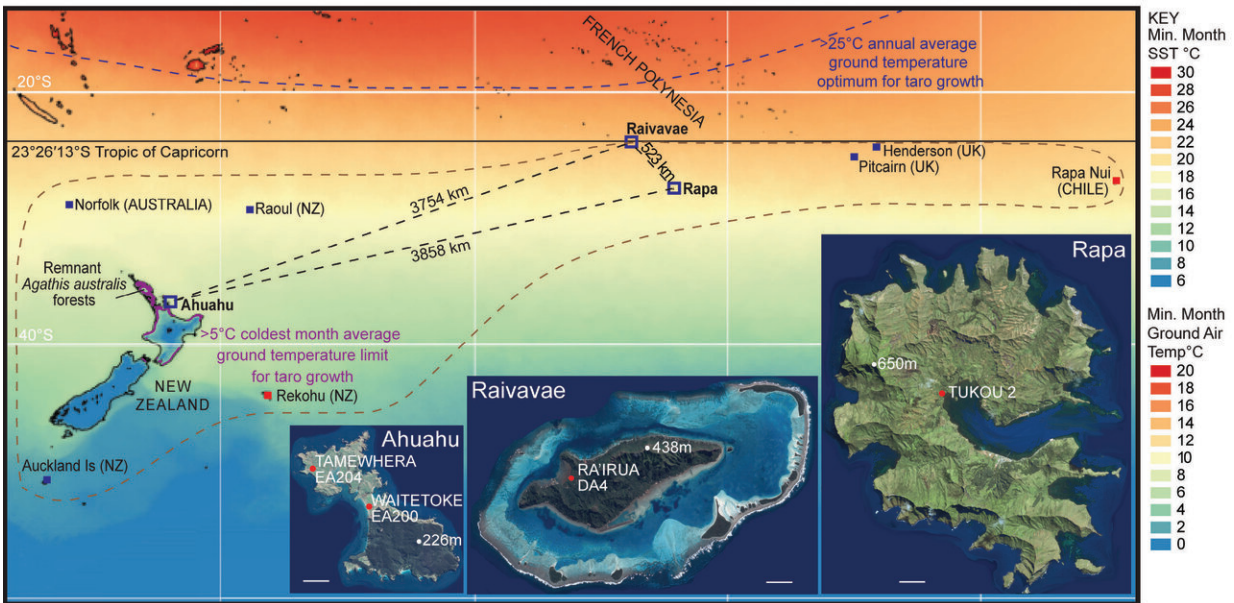 20°S
FRENCH POLYNESIA
>25°C annual average
ground temperature
optimum for taro growth
23°26′13″S Tropic of Capricorn
Raivavae
523 km
Rapa
Henderson (UK)
Pitcairn (UK)
Rapa Nui
(CHILE)
Norfolk (AUSTRALIA)
Raoul (NZ)
3754 km
3858 km
Remnant
Agathis australis
forests
Ahuahu
40°S
>5°C coldest month average
ground temperature limit
for taro growth
NEW
ZEALAND
Rekohu (NZ)
Auckland Is (NZ)
Ahuahu
TAMEWHERA
EA204
WAITETOKE
EA200
226m
Raivavae
438m
RA'IRUA
DA4
Rapa
650m
TUKOU 2
KEY
Min. Month
SST °C
30
28
26
24
22
20
18
16
14
12
10
8
6
Min. Month
Ground Air
Temp°C
20
18
16
14
12
10
8
6
4
2
0